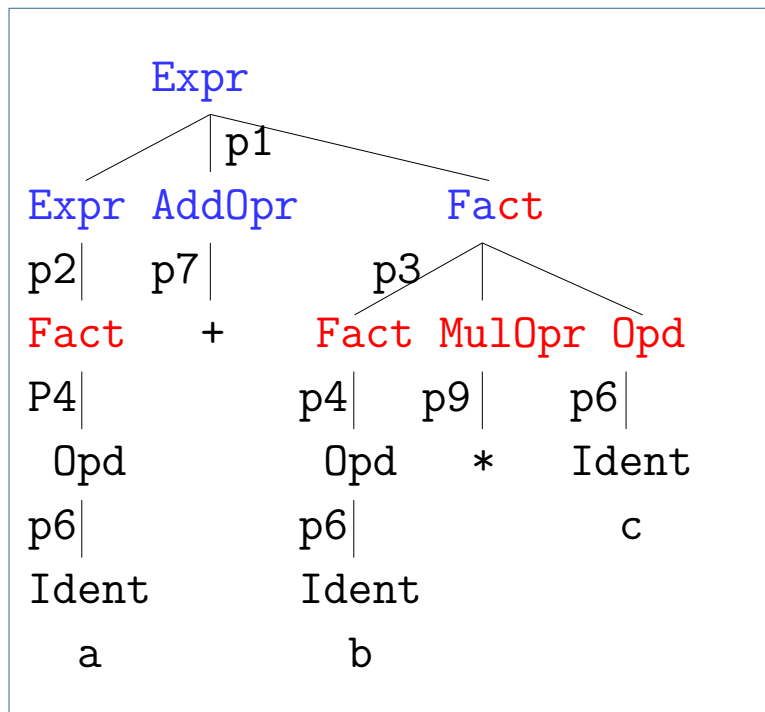 Expr
p1
Expr AddOpr Fact
p2 p7 p3
Fact + Fact MulOpr Opd
P4 p4 p9 p6
Opd Opd * Ident
p6 p6 c
Ident Ident
a b